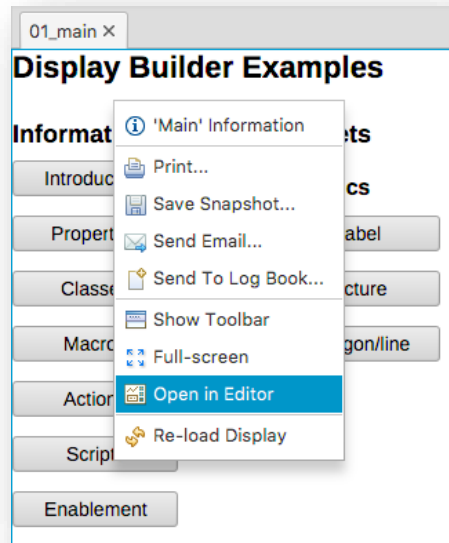 01_main ×
Display Builder Examples
Informat
ets
Introduc
cs
Propert
abel
Classe
cture
Macro
gon/line
Action
Script
Enablement
'Main' Information
Print...
Save Snapshot...
Send Email...
Send To Log Book...
Show Toolbar
Full-screen
Open in Editor
Re-load Display